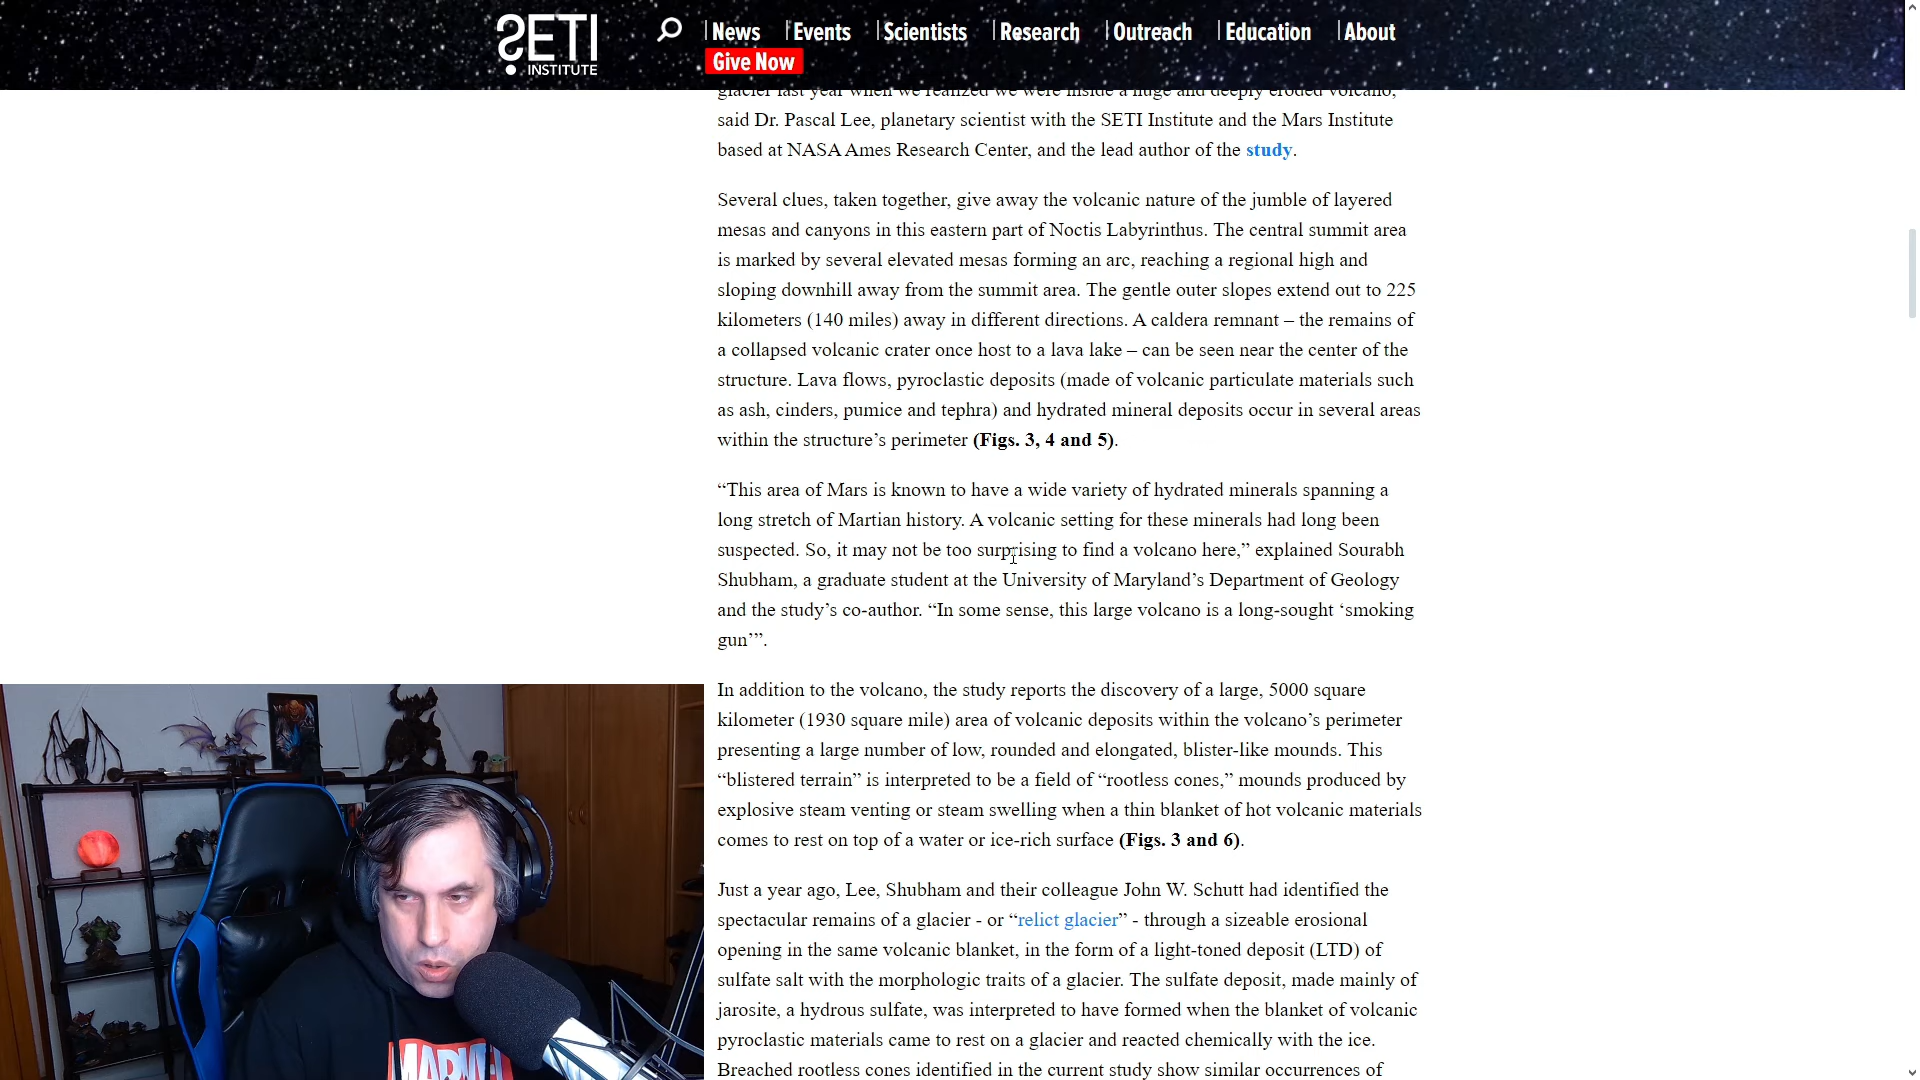 SETI
INSTITUTE
News
Events
Scientists
Research
Outreach
Education
About
Give Now
glacier last year when we realized we were inside a huge and deeply eroded volcano,”
said Dr. Pascal Lee, planetary scientist with the SETI Institute and the Mars Institute
based at NASA Ames Research Center, and the lead author of the study.
Several clues, taken together, give away the volcanic nature of the jumble of layered
mesas and canyons in this eastern part of Noctis Labyrinthus. The central summit area
is marked by several elevated mesas forming an arc, reaching a regional high and
sloping downhill away from the summit area. The gentle outer slopes extend out to 225
kilometers (140 miles) away in different directions. A caldera remnant – the remains of
a collapsed volcanic crater once host to a lava lake – can be seen near the center of the
structure. Lava flows, pyroclastic deposits (made of volcanic particulate materials such
as ash, cinders, pumice and tephra) and hydrated mineral deposits occur in several areas
within the structure’s perimeter (Figs. 3, 4 and 5).
“This area of Mars is known to have a wide variety of hydrated minerals spanning a
long stretch of Martian history. A volcanic setting for these minerals had long been
suspected. So, it may not be too surprising to find a volcano here,” explained Sourabh
Shubham, a graduate student at the University of Maryland’s Department of Geology
and the study’s co-author. “In some sense, this large volcano is a long-sought ‘smoking
gun’”.
In addition to the volcano, the study reports the discovery of a large, 5000 square
kilometer (1930 square mile) area of volcanic deposits within the volcano’s perimeter
presenting a large number of low, rounded and elongated, blister-like mounds. This
“blistered terrain” is interpreted to be a field of “rootless cones,” mounds produced by
explosive steam venting or steam swelling when a thin blanket of hot volcanic materials
comes to rest on top of a water or ice-rich surface (Figs. 3 and 6).
Just a year ago, Lee, Shubham and their colleague John W. Schutt had identified the
spectacular remains of a glacier - or “relict glacier” - through a sizeable erosional
opening in the same volcanic blanket, in the form of a light-toned deposit (LTD) of
sulfate salt with the morphologic traits of a glacier. The sulfate deposit, made mainly of
jarosite, a hydrous sulfate, was interpreted to have formed when the blanket of volcanic
pyroclastic materials came to rest on a glacier and reacted chemically with the ice.
Breached rootless cones identified in the current study show similar occurrences of
MARVEL